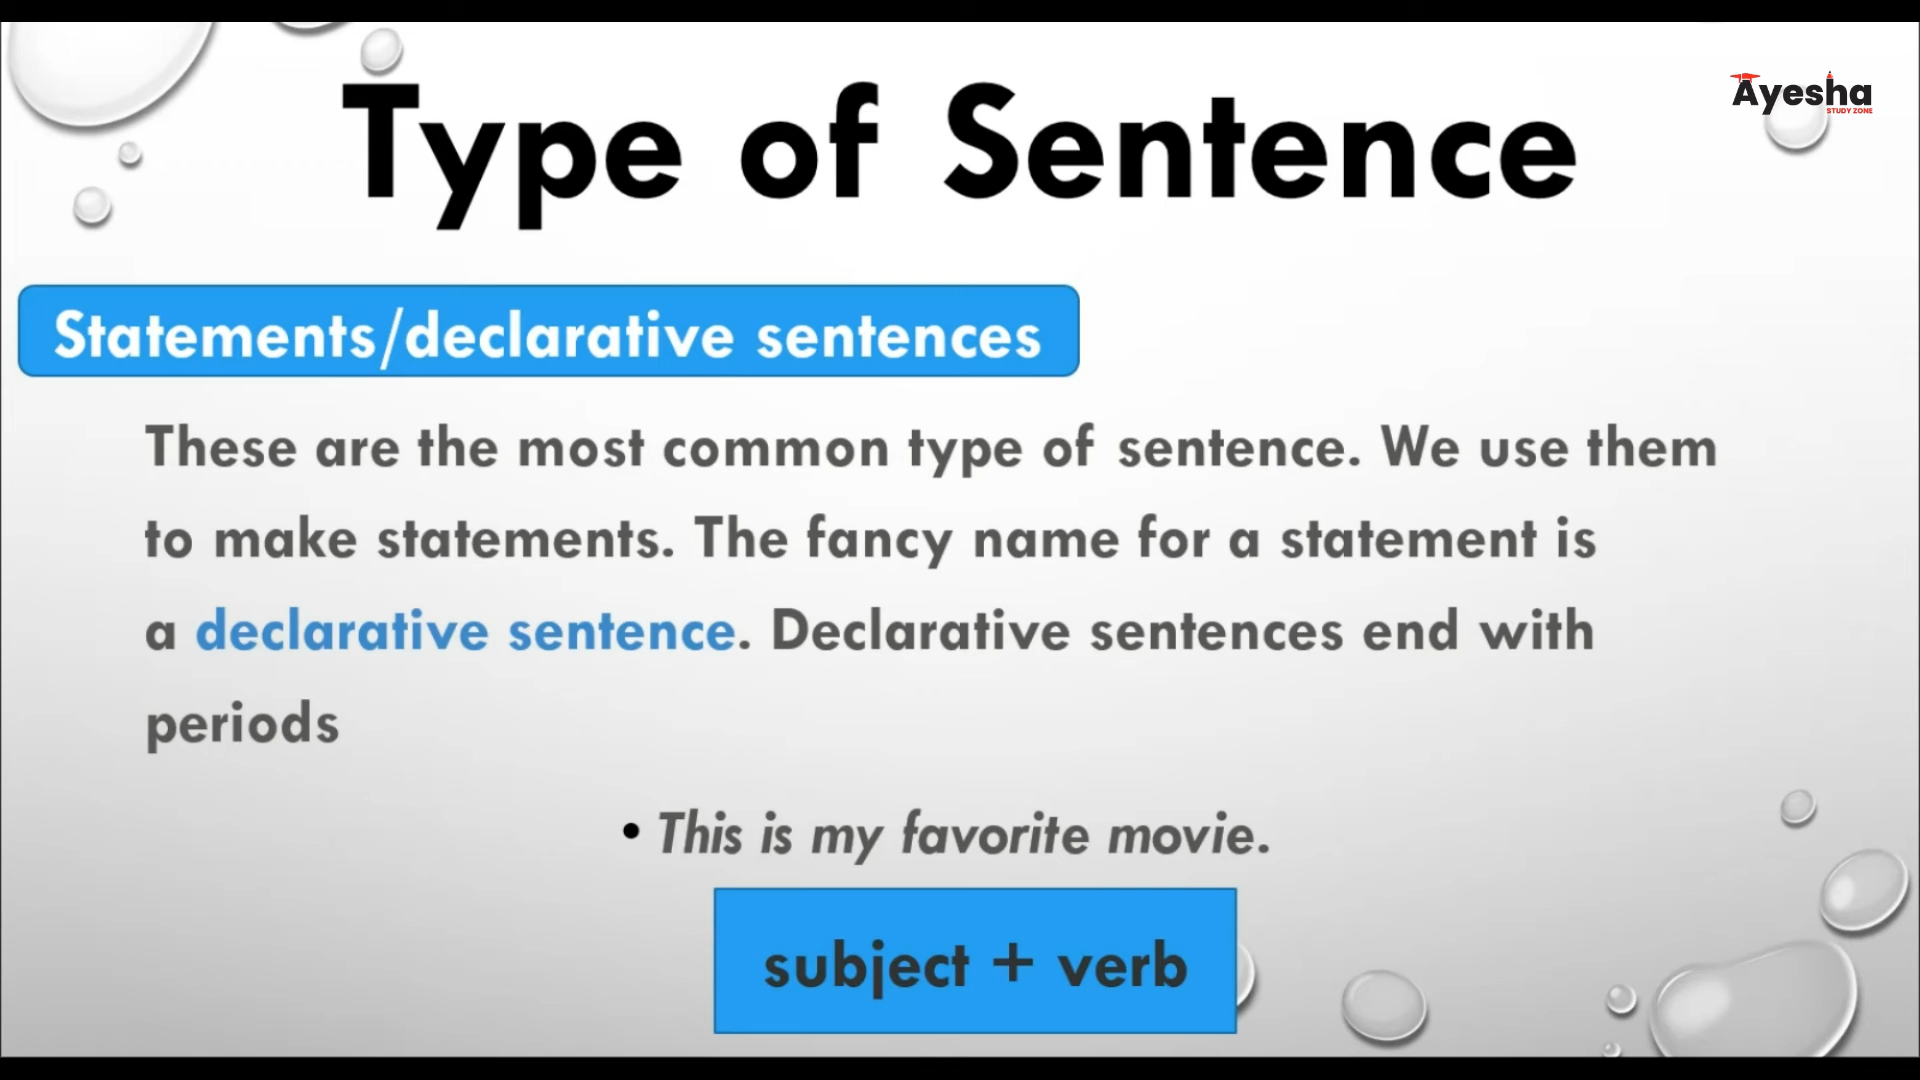 Type of Sentence
Ayesha
STUDY ZONE
Statements/declarative sentences
These are the most common type of sentence. We use them
to make statements. The fancy name for a statement is
a declarative sentence. Declarative sentences end with
periods
• This is my favorite movie.
subject + verb